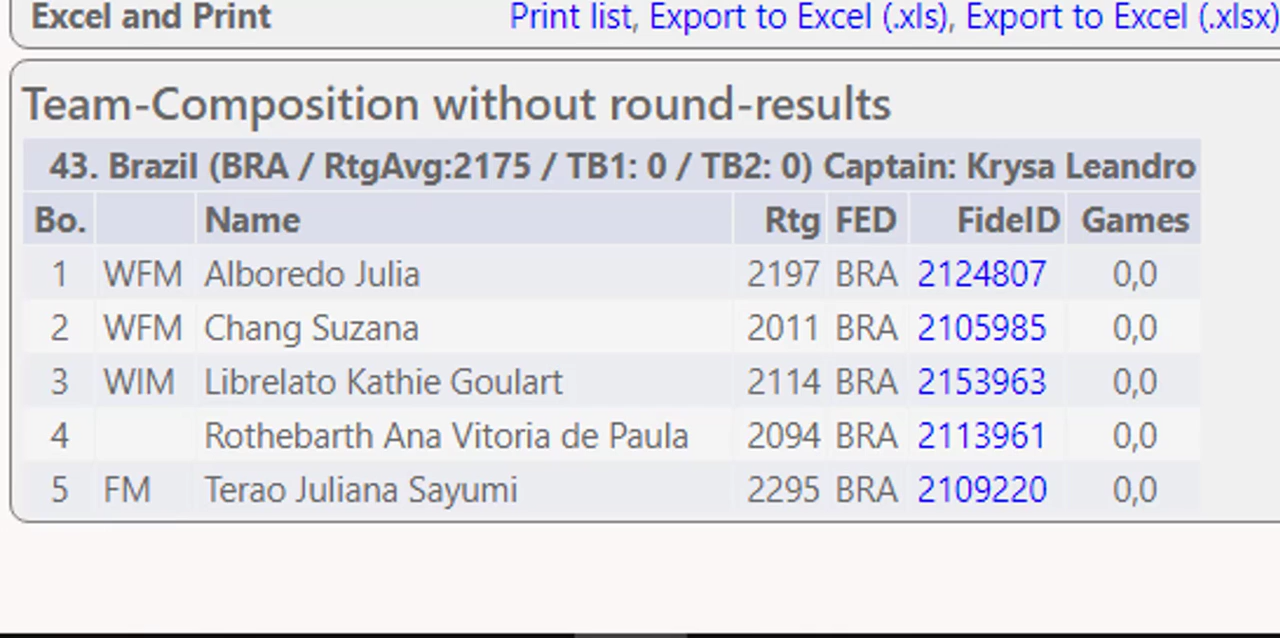 Excel and Print Print list, Export to Excel (.xls), Export to Excel (.xlsx)
Team-Composition without round-results
43. Brazil (BRA / RtgAvg:2175 / TB1: 0 / TB2: 0) Captain: Krysa Leandro
Bo. Name Rtg FED FideID Games
1 WFM Alboredo Julia 2197 BRA 2124807 0,0
2 WFM Chang Suzana 2011 BRA 2105985 0,0
3 WIM Librelato Kathie Goulart 2114 BRA 2153963 0,0
4 Rothebarth Ana Vitoria de Paula 2094 BRA 2113961 0,0
5 FM Terao Juliana Sayumi 2295 BRA 2109220 0,0